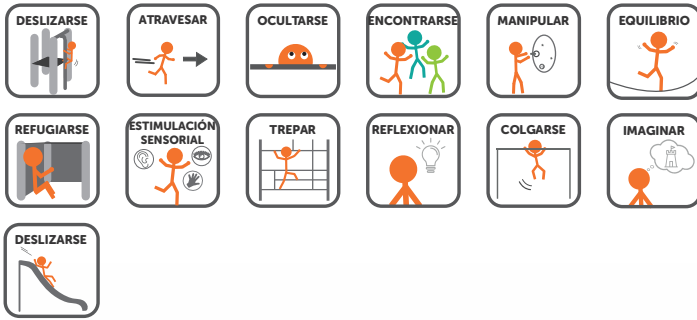 DESLIZARSE
ATRAVESAR
OCULTARSE
ENCONTRARSE
MANIPULAR
EQUILIBRIO
REFUGIARSE
ESTIMULACIÓN
SENSORIAL
TREPAR
REFLEXIONAR
COLGARSE
IMAGINAR
DESLIZARSE